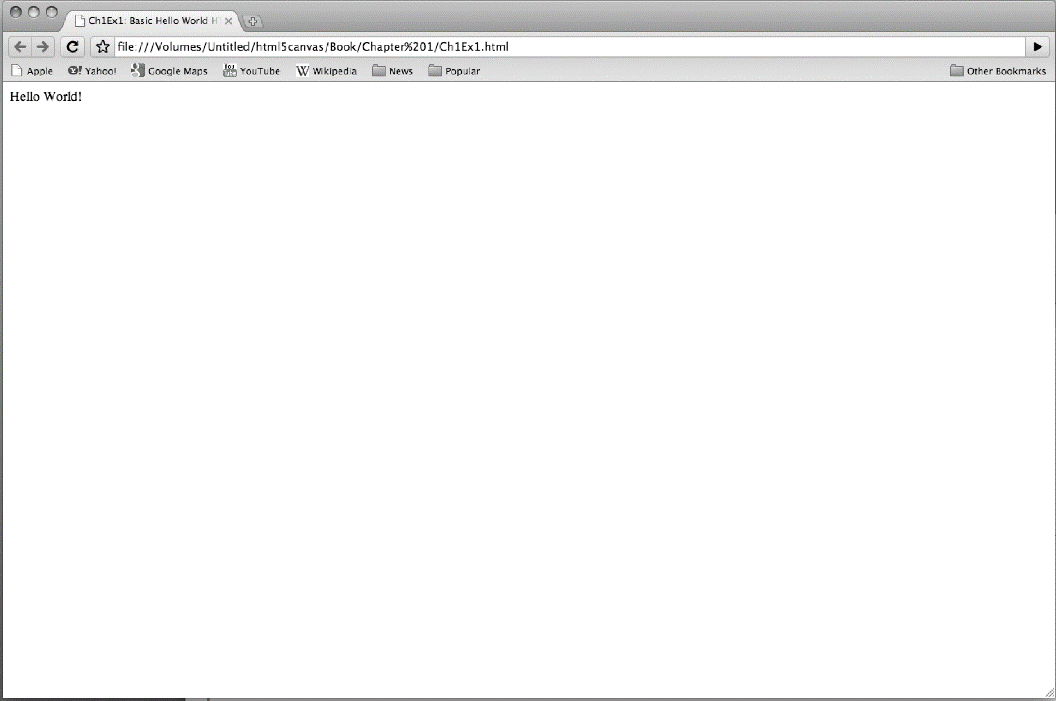 Ch1Ex1: Basic Hello World
file:///Volumes/Untitled/html5canvas/Book/Chapter%201/Ch1Ex1.html
Apple Yahoo! Google Maps YouTube Wikipedia News Popular Other Bookmarks
Hello World!